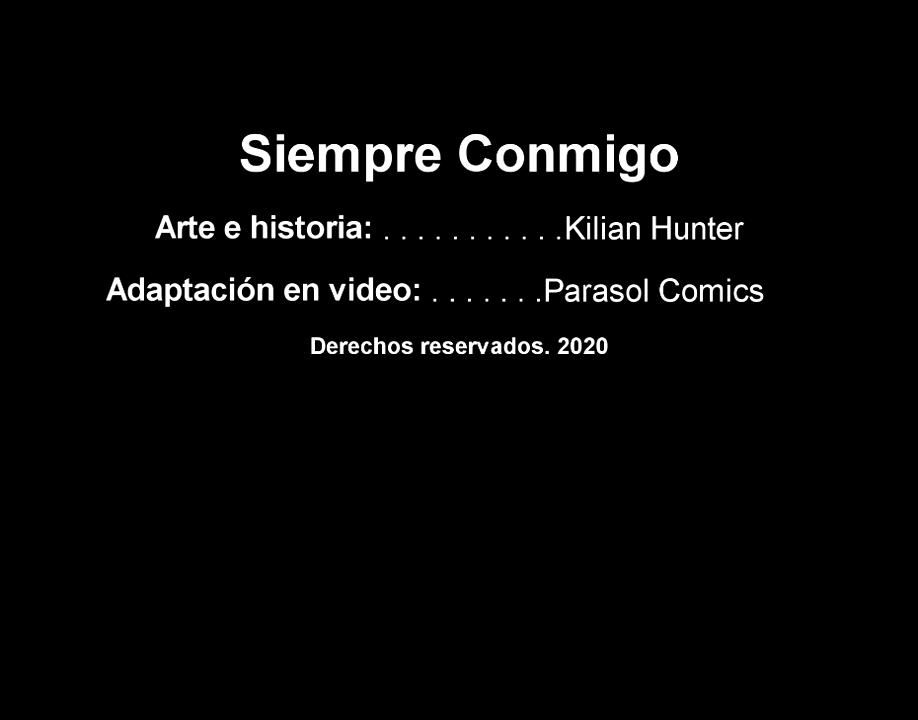 Siempre Conmigo
Arte e historia: . . . . . . . . . . .Kilian Hunter
Adaptación en video: . . . . . . .Parasol Comics
Derechos reservados. 2020